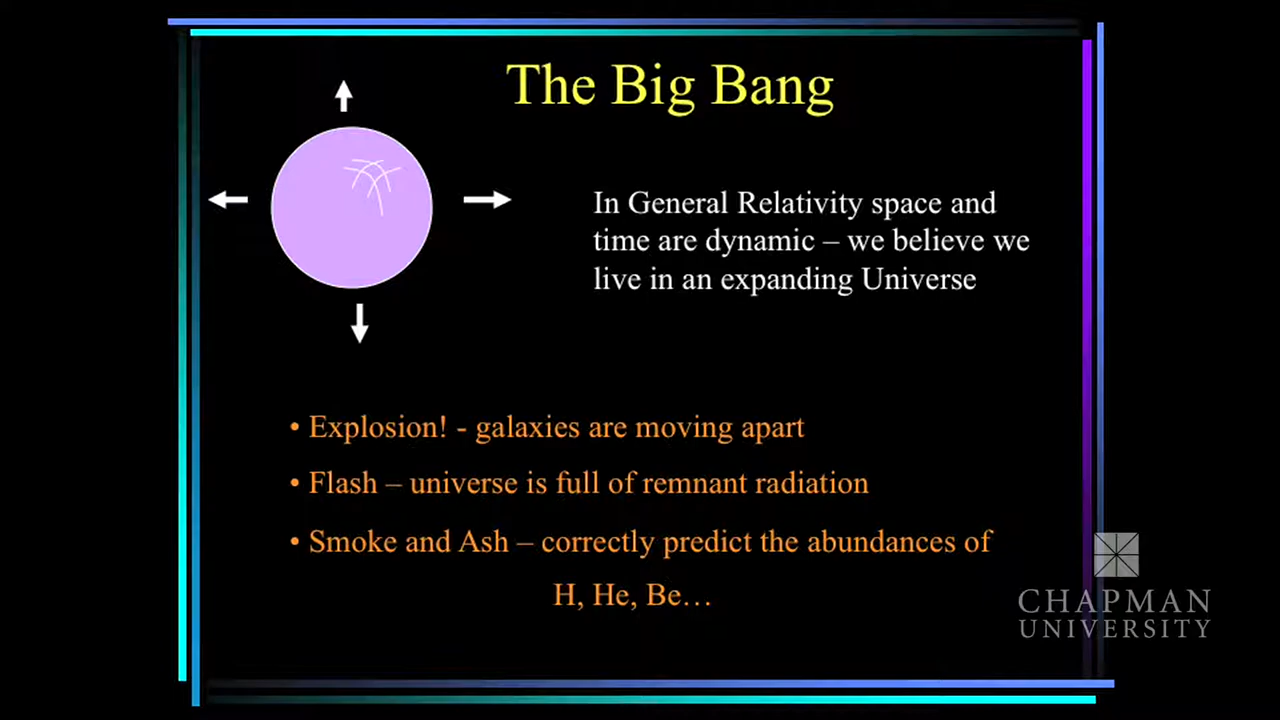 The Big Bang
In General Relativity space and
time are dynamic – we believe we
live in an expanding Universe
• Explosion! - galaxies are moving apart
• Flash – universe is full of remnant radiation
• Smoke and Ash – correctly predict the abundances of
H, He, Be…
CHAPMAN
UNIVERSITY